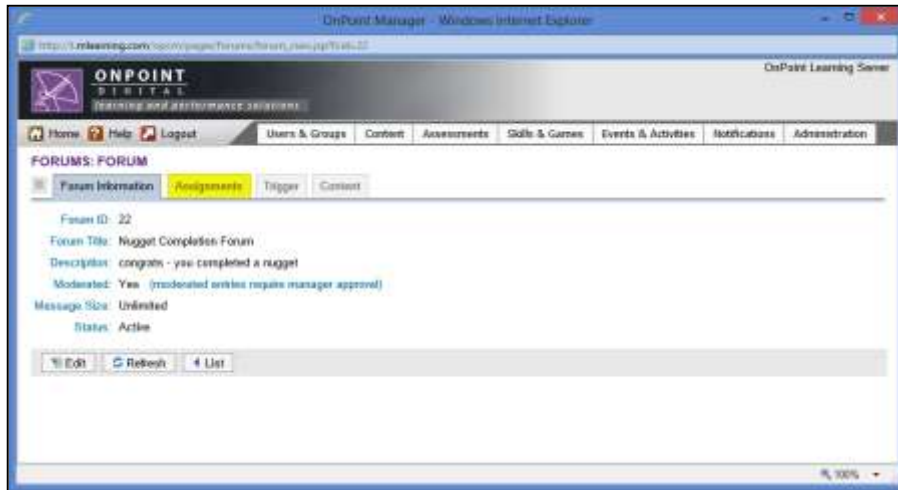 OnPoint Manager - Windows Internet Explorer
OnPoint Learning Server
ONPOINT
DIGITAL
learning and performance solutions
Home Help Logout Users & Groups Content Assessments Skills & Games Events & Activities Notifications Administration
FORUMS: FORUM
Forum Information Assignments Trigger Content
Forum ID: 22
Forum Title: Nugget Completion Forum
Description: congrats - you completed a nugget
Moderated: Yes (moderated entries require manager approval)
Message Size: Unlimited
Status: Active
Edit Refresh List
100%